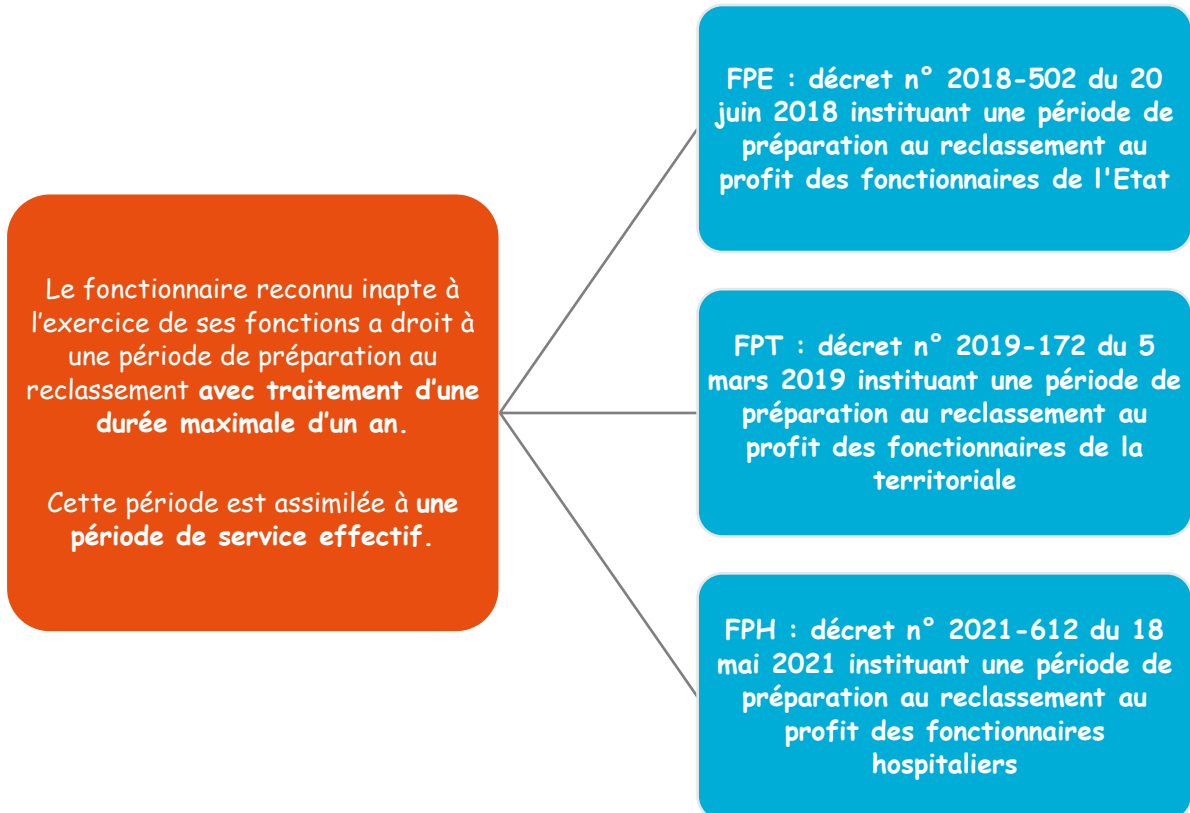 Le fonctionnaire reconnu inapte à
l'exercice de ses fonctions a droit à
une période de préparation au
reclassement avec traitement d'une
durée maximale d'un an.
Cette période est assimilée à une
période de service effectif.
FPE : décret n° 2018-502 du 20
juin 2018 instituant une période de
préparation au reclassement au
profit des fonctionnaires de l'Etat
FPT : décret n° 2019-172 du 5
mars 2019 instituant une période de
préparation au reclassement au
profit des fonctionnaires de la
territoriale
FPH : décret n° 2021-612 du 18
mai 2021 instituant une période de
préparation au reclassement au
profit des fonctionnaires
hospitaliers